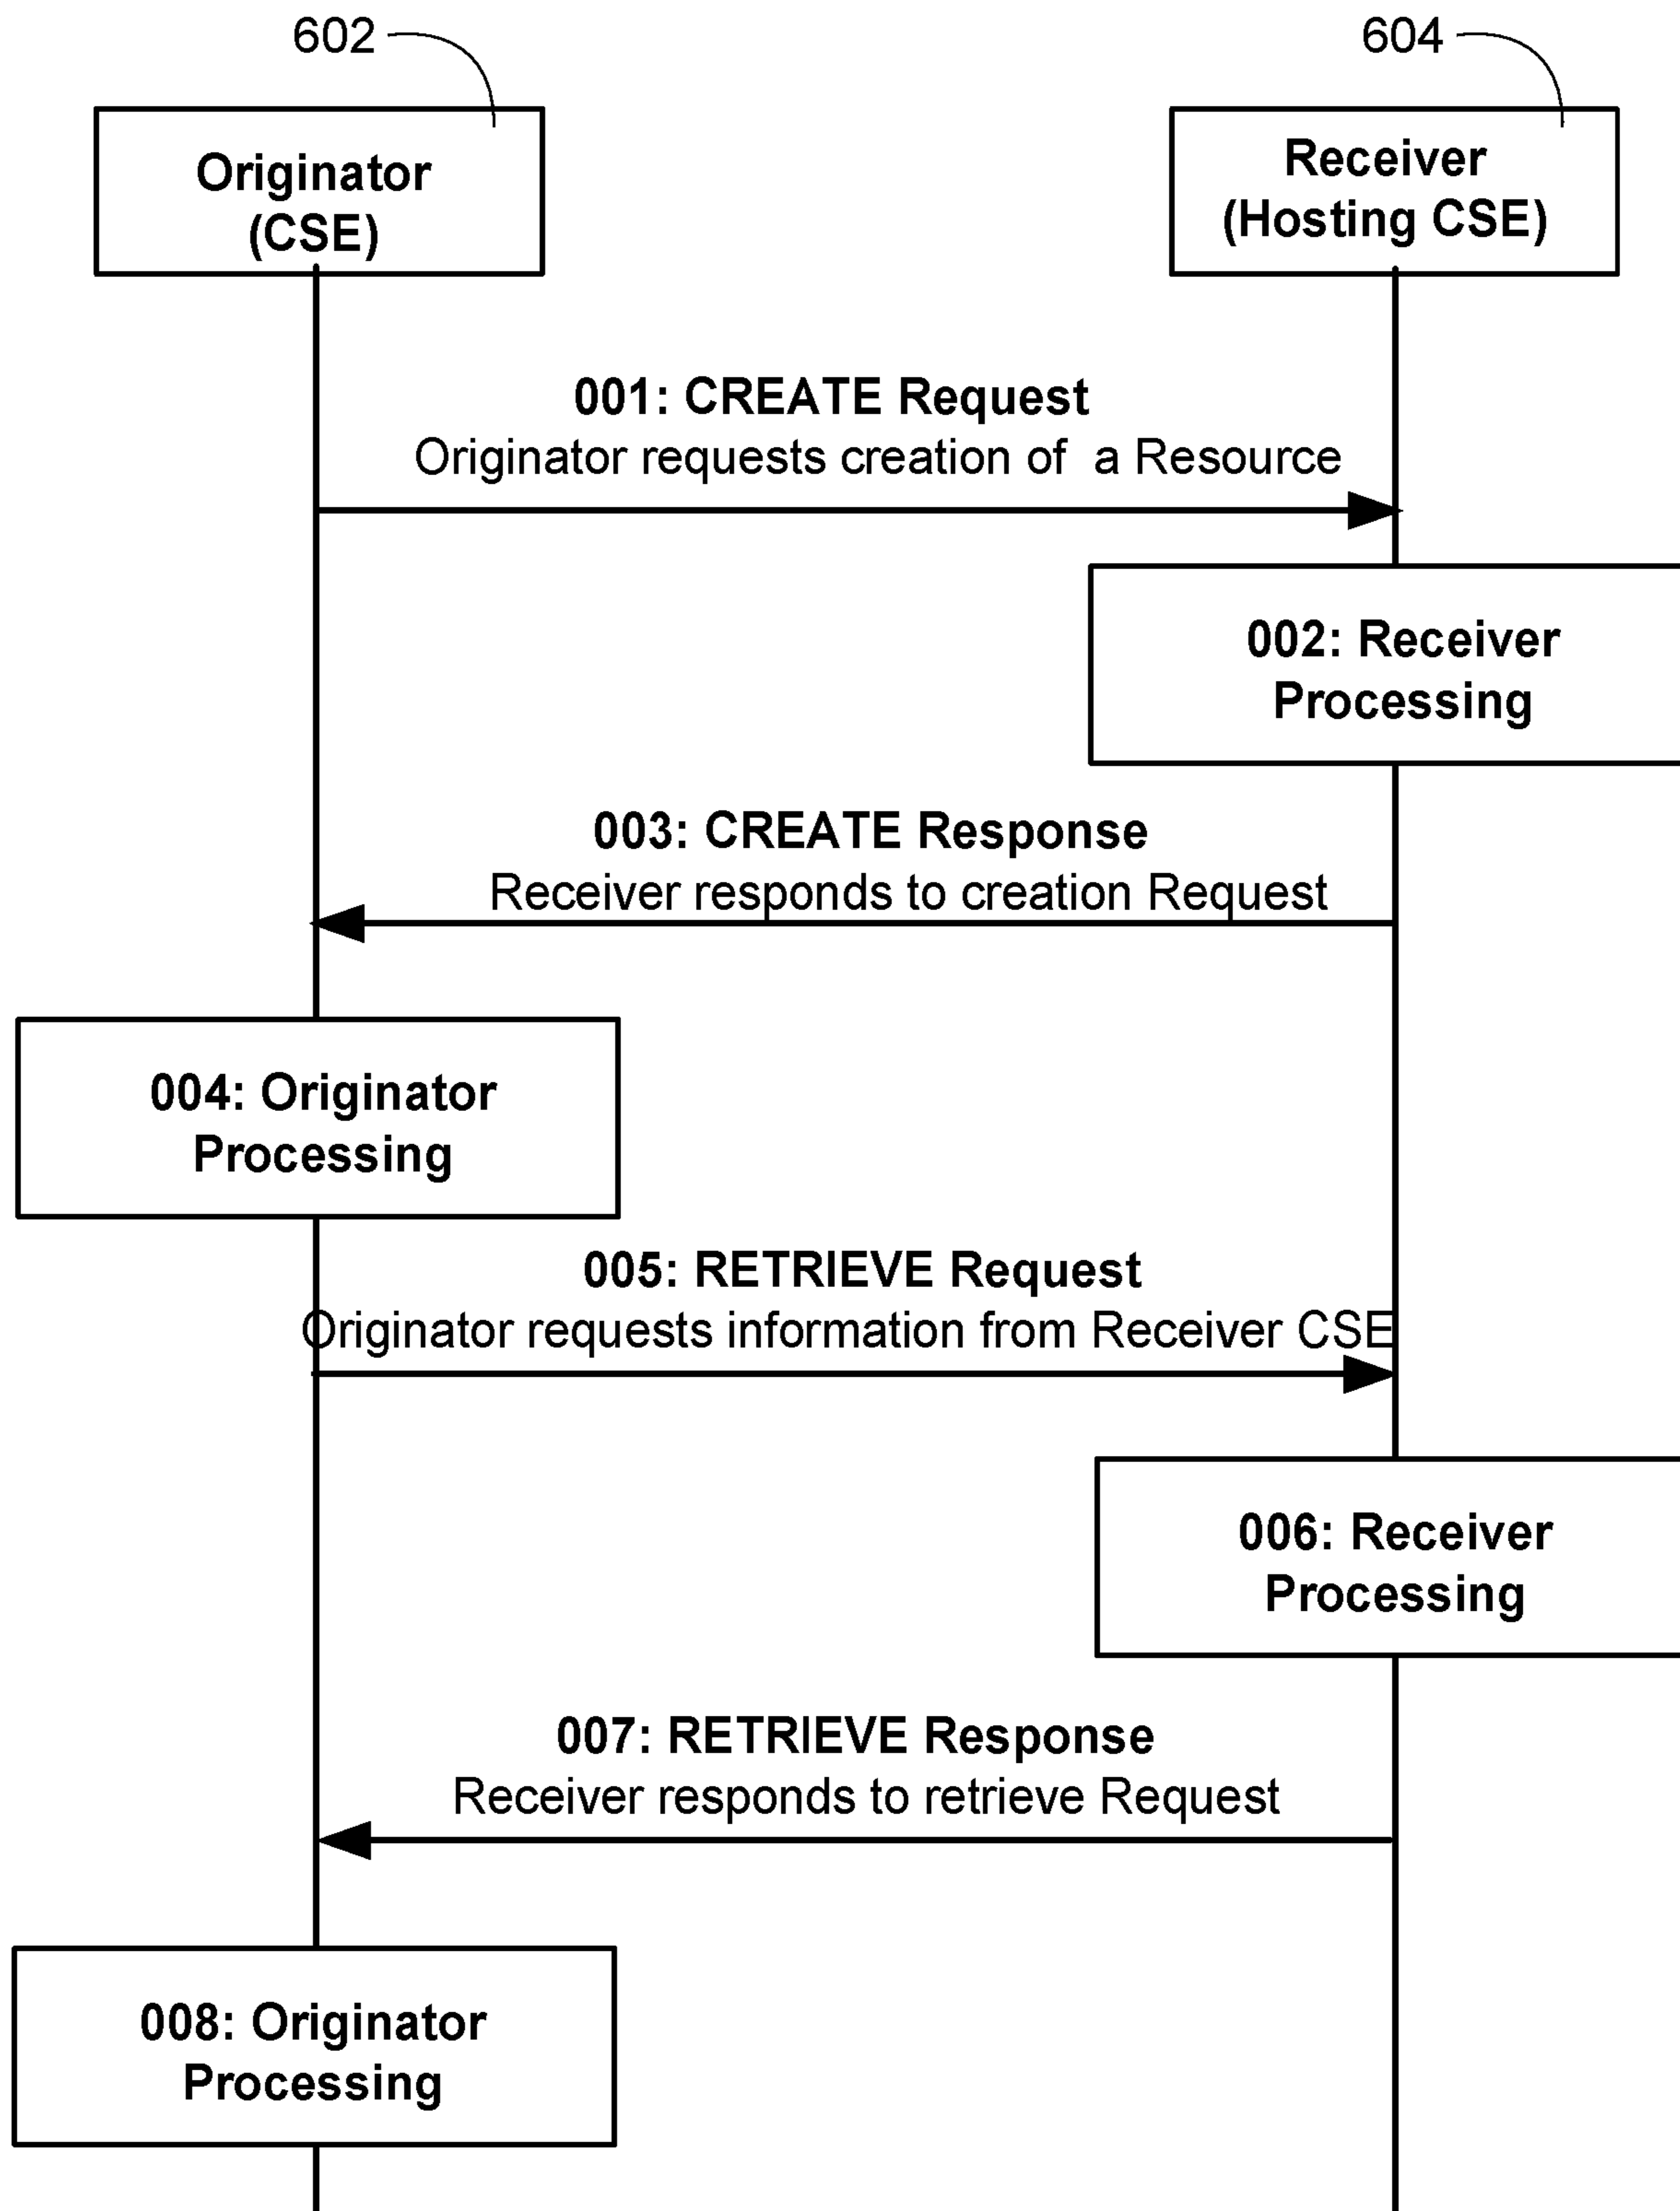 602
604
Originator
(CSE)
Receiver
(Hosting CSE)
001: CREATE Request
Originator requests creation of a Resource
002: Receiver
Processing
003: CREATE Response
Receiver responds to creation Request
004: Originator
Processing
005: RETRIEVE Request
Originator requests information from Receiver CSE
006: Receiver
Processing
007: RETRIEVE Response
Receiver responds to retrieve Request
008: Originator
Processing